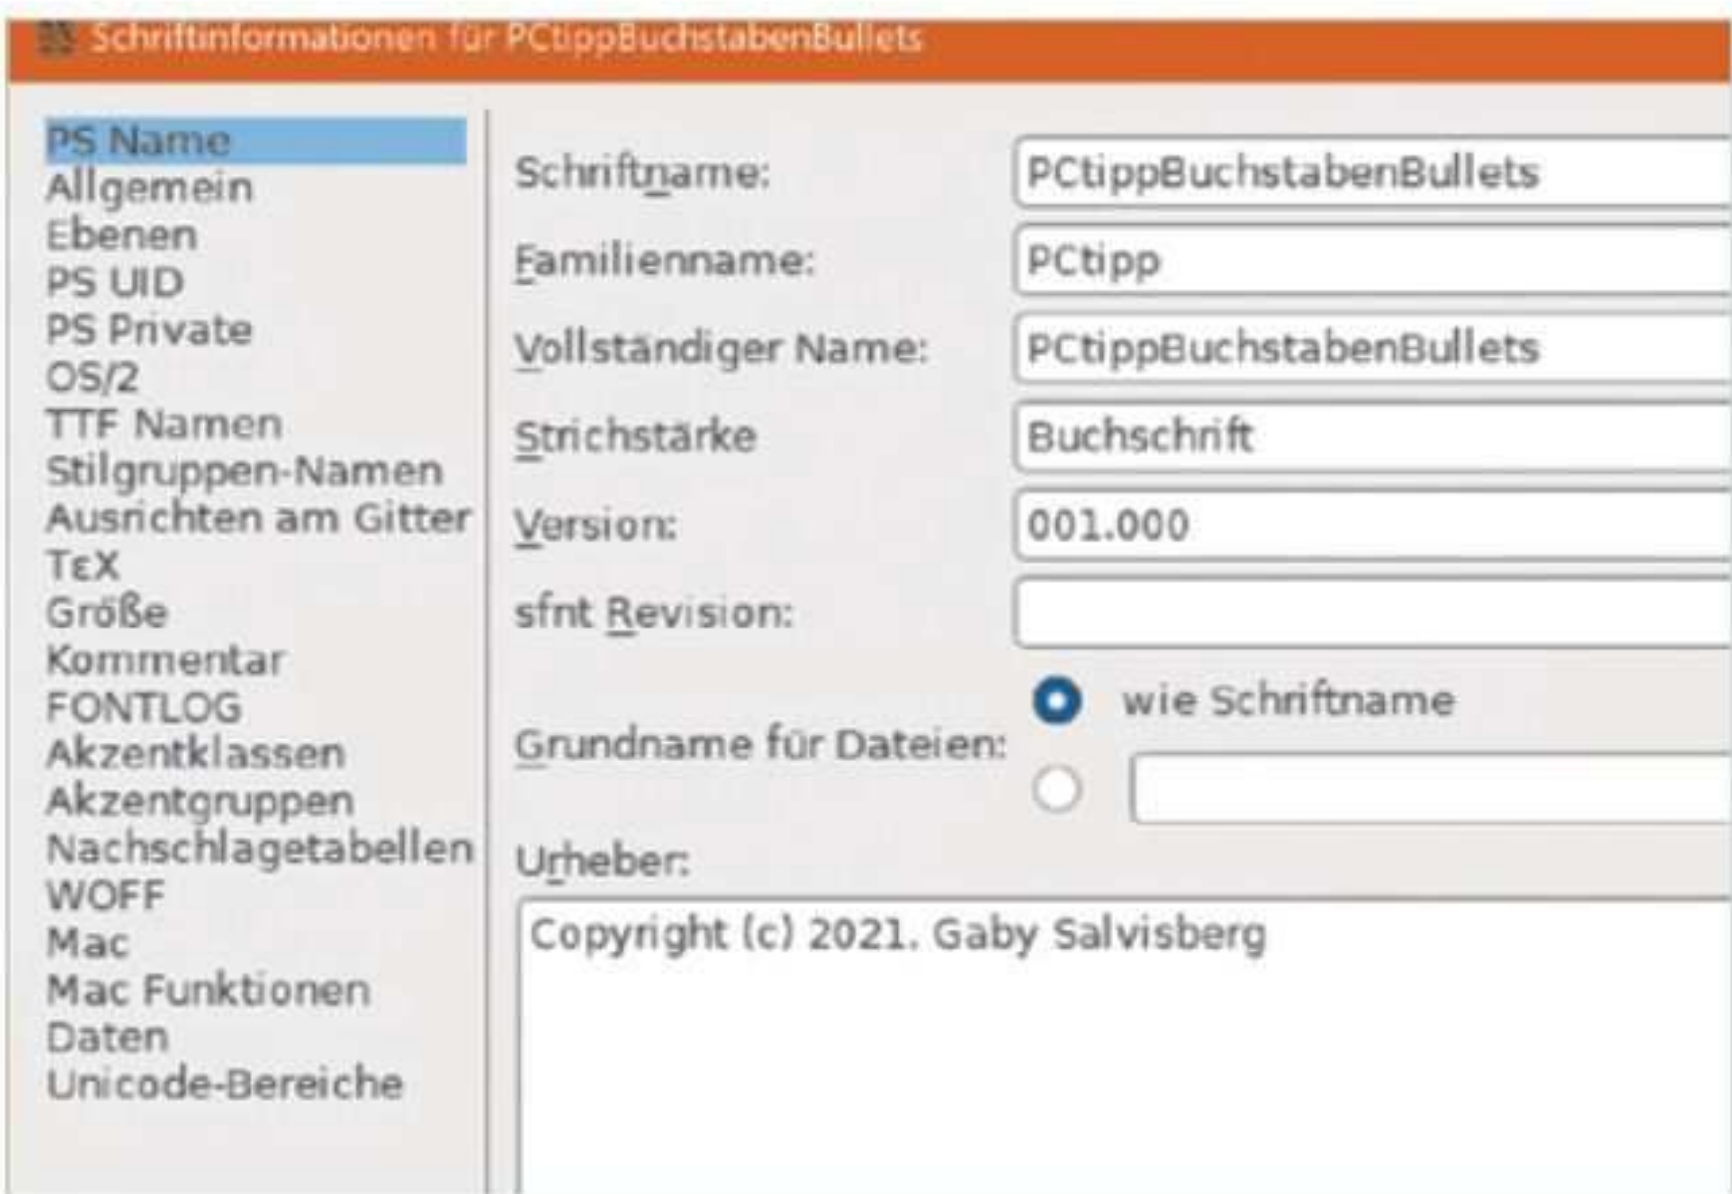 Schriftinformationen für PCtippBuchstabenBullets
PS Name
Allgemein
Ebenen
PS UID
PS Private
OS/2
TTF Namen
Stilgruppen-Namen
Ausrichten am Gitter
TεX
Größe
Kommentar
FONTLOG
Akzentklassen
Akzentgruppen
Nachschlagetabellen
WOFF
Mac
Mac Funktionen
Daten
Unicode-Bereiche
Schriftname: PCtippBuchstabenBullets
Familienname: PCtipp
Vollständiger Name: PCtippBuchstabenBullets
Strichstärke Buchschrift
Version: 001.000
sfnt Revision:
wie Schriftname
Grundname für Dateien:
Urheber:
Copyright (c) 2021. Gaby Salvisberg